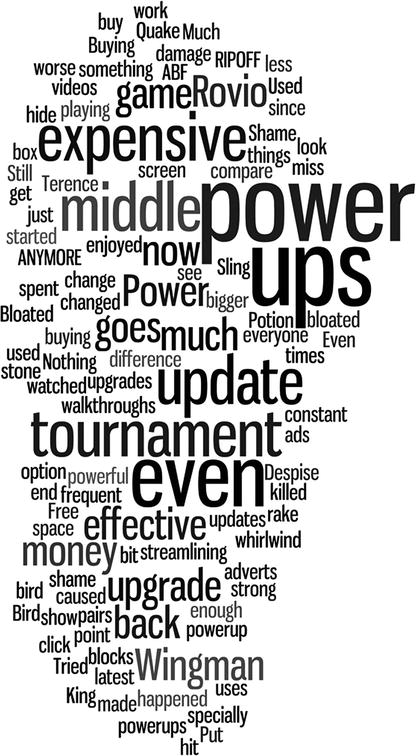 work
buy Quake Much
Buying damage RIPOFF less
worse something ABF
videos game Rovio Used
hide playing since
box expensive Shame look
things
Still screen compare miss
get Terence
just middle power
started
ANYMORE enjoyed now ups
see Sling
spent change Power bigger
changed
Bloated goes much Potion bloated
buying everyone Even
used Nothing difference times
stone watched upgrades update
walkthroughs constant
tournament ads
option powerful even Despise
end frequent killed
Free effective updates rake
space whirlwind
money bit streamlining
shame adverts
bird caused upgrade strong
Bird show pairs enough
point back powerup
click
Tried blocks Wingman
latest
King made happened uses
powerups specially
Put
hit